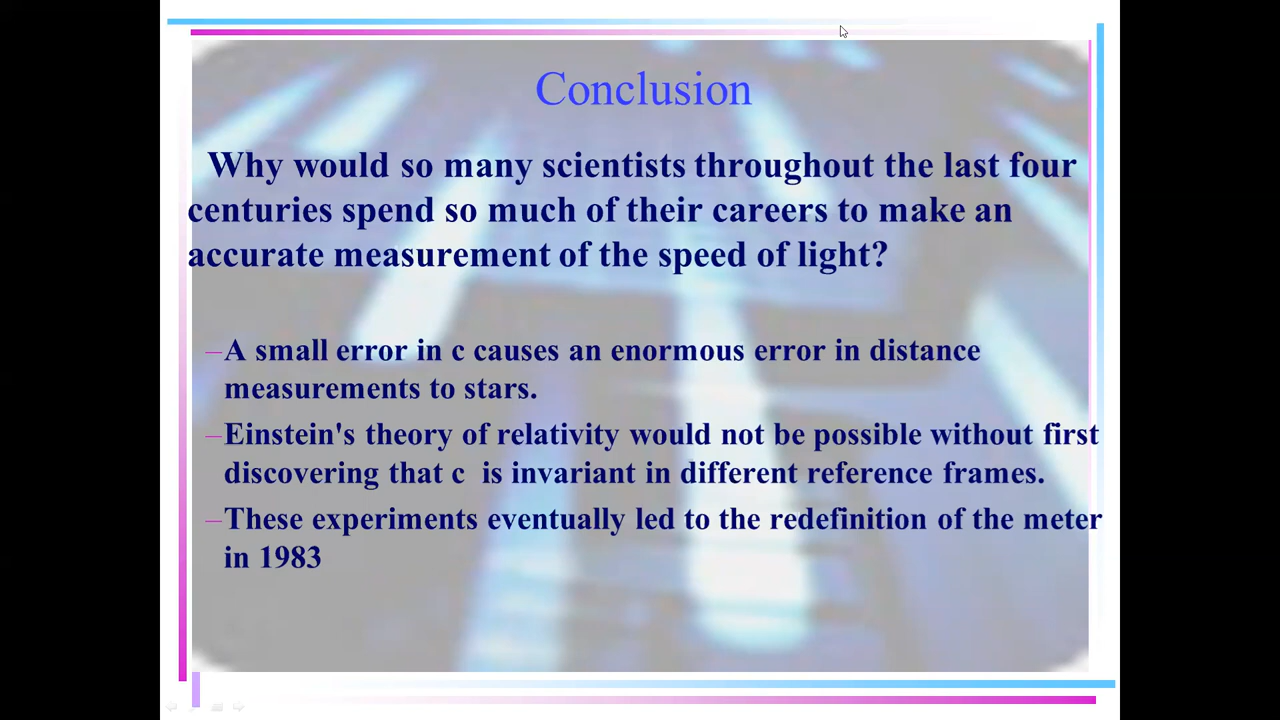 Conclusion
Why would so many scientists throughout the last four
centuries spend so much of their careers to make an
accurate measurement of the speed of light?
–A small error in c causes an enormous error in distance
measurements to stars.
–Einstein's theory of relativity would not be possible without first
discovering that c  is invariant in different reference frames.
–These experiments eventually led to the redefinition of the meter
in 1983